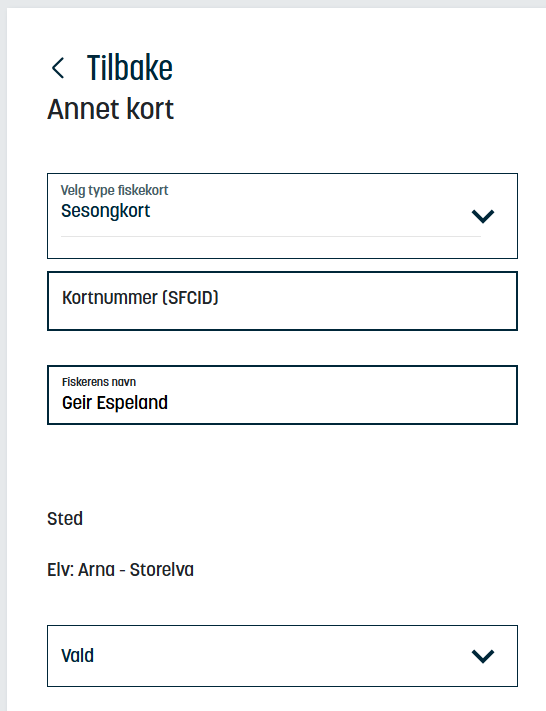 Tilbake
Annet kort
Velg type fiskekort
Sesongkort
Kortnummer (SFCID)
Fiskerens navn
Geir Espeland
Sted
Elv: Arna - Storelva
Vald